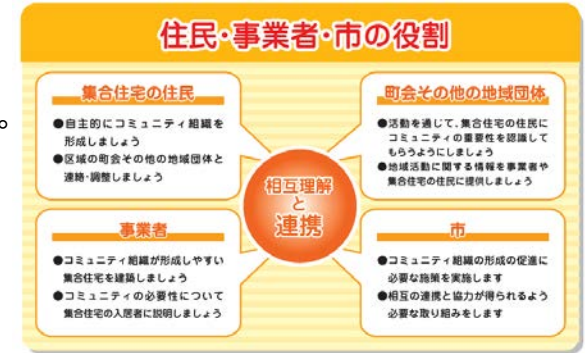 。
住民・事業者・市の役割
集合住宅の住民
●自主的にコミュニティ組織を
形成しましょう
●区域の町会その他の地域団体と
連絡・調整しましょう
町会その他の地域団体
●活動を通じて、集合住宅の住民に
コミュニティの重要性を認識して
もらうようにしましょう
●地域活動に関する情報を事業者や
集合住宅の住民に提供しましょう
相互理解
と
連携
事業者
●コミュニティ組織が形成しやすい
集合住宅を建築しましょう
●コミュニティの必要性について
集合住宅の入居者に説明しましょう
市
●コミュニティ組織の形成の促進に
必要な施策を実施します
●相互の連携と協力が得られるよう
必要な取り組みをします